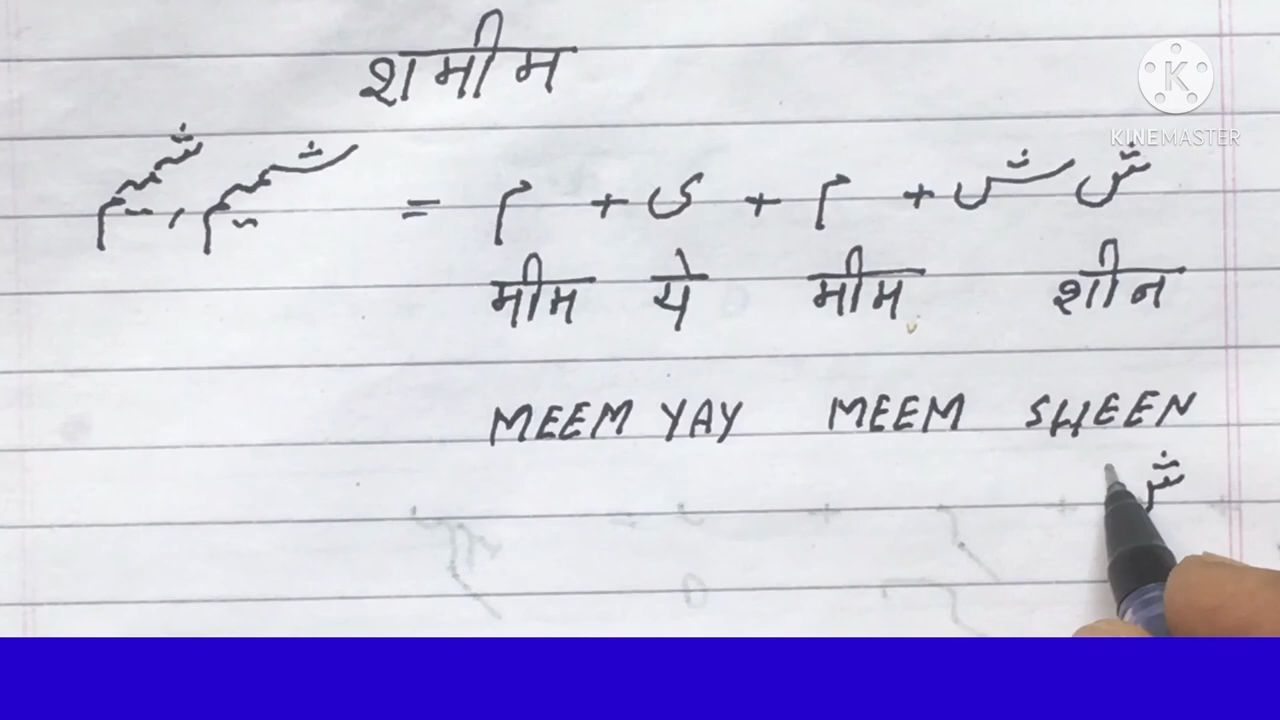 शमीम
KINEMASTER
شمیم , شمیم = م + ی + م + ش ش
मीम ये मीम शीन
MEEM YAY MEEM SHEEN
ش